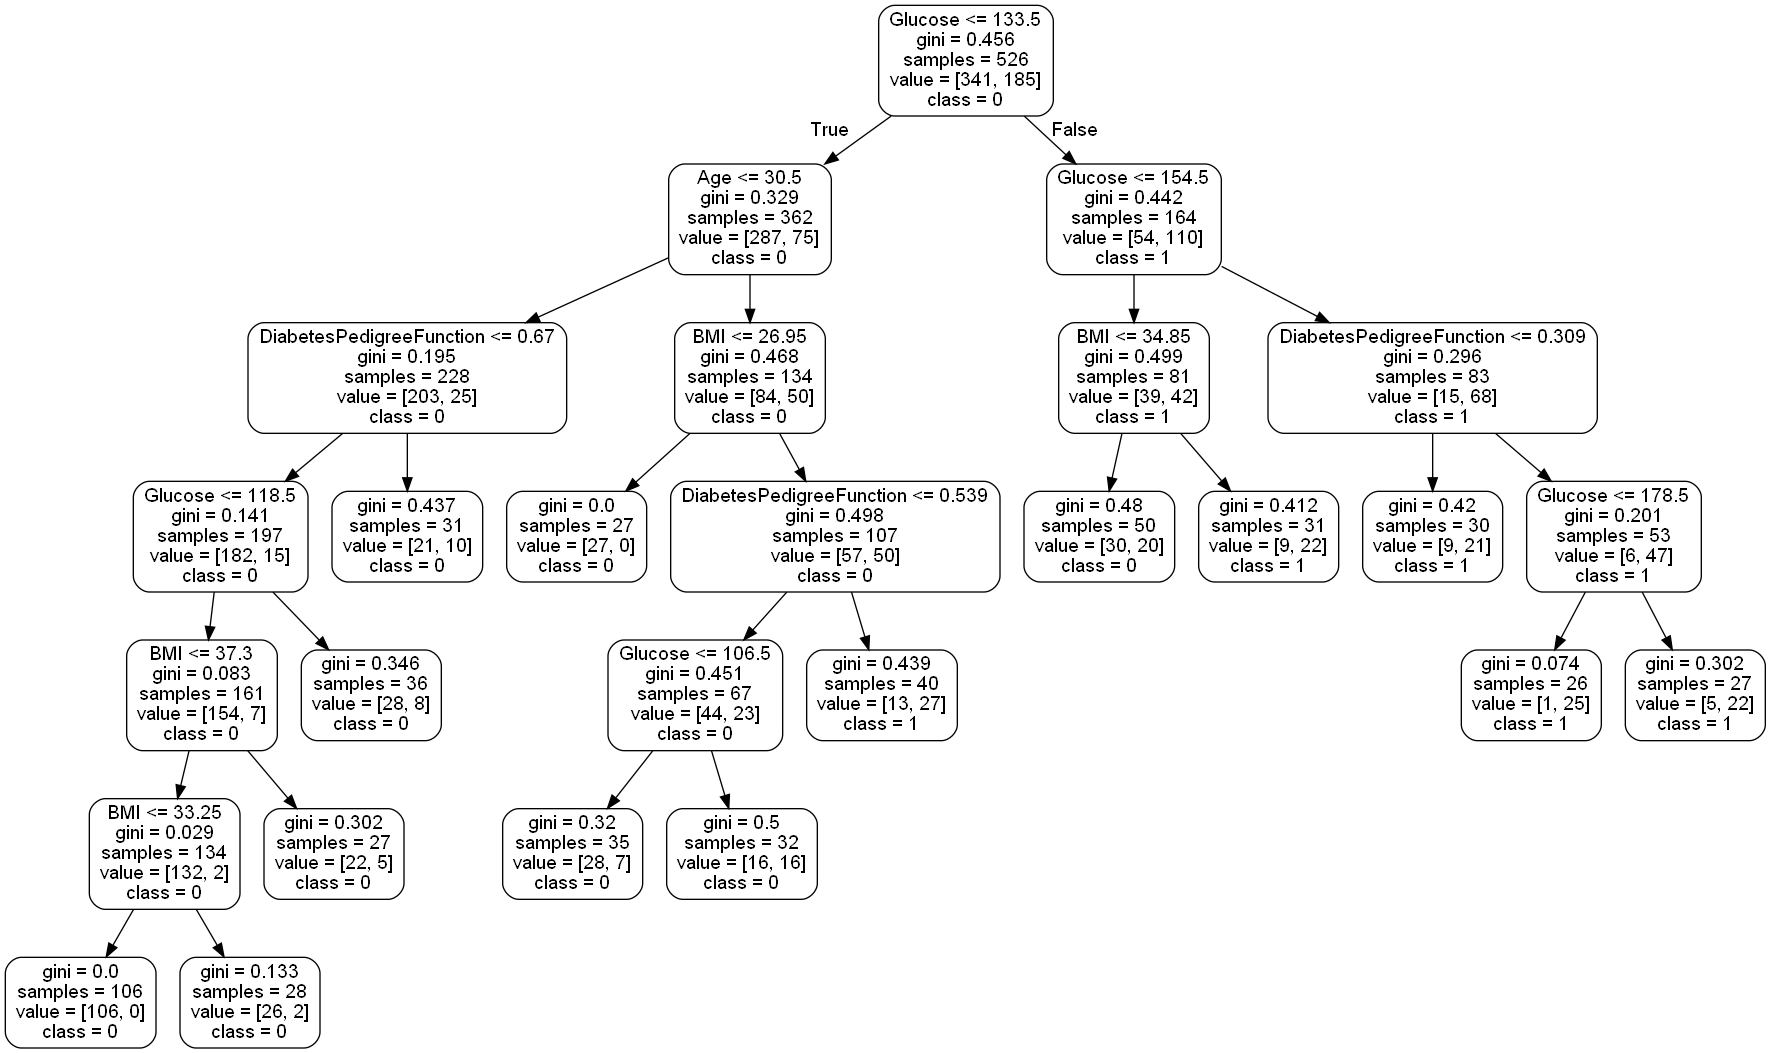 Glucose <= 133.5
gini = 0.456
samples = 526
value = [341, 185]
class = 0
True
False
Age <= 30.5
gini = 0.329
samples = 362
value = [287, 75]
class = 0
Glucose <= 154.5
gini = 0.442
samples = 164
value = [54, 110]
class = 1
DiabetesPedigreeFunction <= 0.67
gini = 0.195
samples = 228
value = [203, 25]
class = 0
BMI <= 26.95
gini = 0.468
samples = 134
value = [84, 50]
class = 0
BMI <= 34.85
gini = 0.499
samples = 81
value = [39, 42]
class = 1
DiabetesPedigreeFunction <= 0.309
gini = 0.296
samples = 83
value = [15, 68]
class = 1
Glucose <= 118.5
gini = 0.141
samples = 197
value = [182, 15]
class = 0
gini = 0.437
samples = 31
value = [21, 10]
class = 0
gini = 0.0
samples = 27
value = [27, 0]
class = 0
DiabetesPedigreeFunction <= 0.539
gini = 0.498
samples = 107
value = [57, 50]
class = 0
gini = 0.48
samples = 50
value = [30, 20]
class = 0
gini = 0.412
samples = 31
value = [9, 22]
class = 1
gini = 0.42
samples = 30
value = [9, 21]
class = 1
Glucose <= 178.5
gini = 0.201
samples = 53
value = [6, 47]
class = 1
BMI <= 37.3
gini = 0.083
samples = 161
value = [154, 7]
class = 0
gini = 0.346
samples = 36
value = [28, 8]
class = 0
Glucose <= 106.5
gini = 0.451
samples = 67
value = [44, 23]
class = 0
gini = 0.439
samples = 40
value = [13, 27]
class = 1
gini = 0.074
samples = 26
value = [1, 25]
class = 1
gini = 0.302
samples = 27
value = [5, 22]
class = 1
BMI <= 33.25
gini = 0.029
samples = 134
value = [132, 2]
class = 0
gini = 0.302
samples = 27
value = [22, 5]
class = 0
gini = 0.32
samples = 35
value = [28, 7]
class = 0
gini = 0.5
samples = 32
value = [16, 16]
class = 0
gini = 0.0
samples = 106
value = [106, 0]
class = 0
gini = 0.133
samples = 28
value = [26, 2]
class = 0